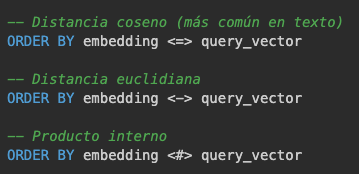 -- Distancia coseno (más común en texto)
ORDER BY embedding <=> query_vector
-- Distancia euclidiana
ORDER BY embedding <-> query_vector
-- Producto interno
ORDER BY embedding <#> query_vector